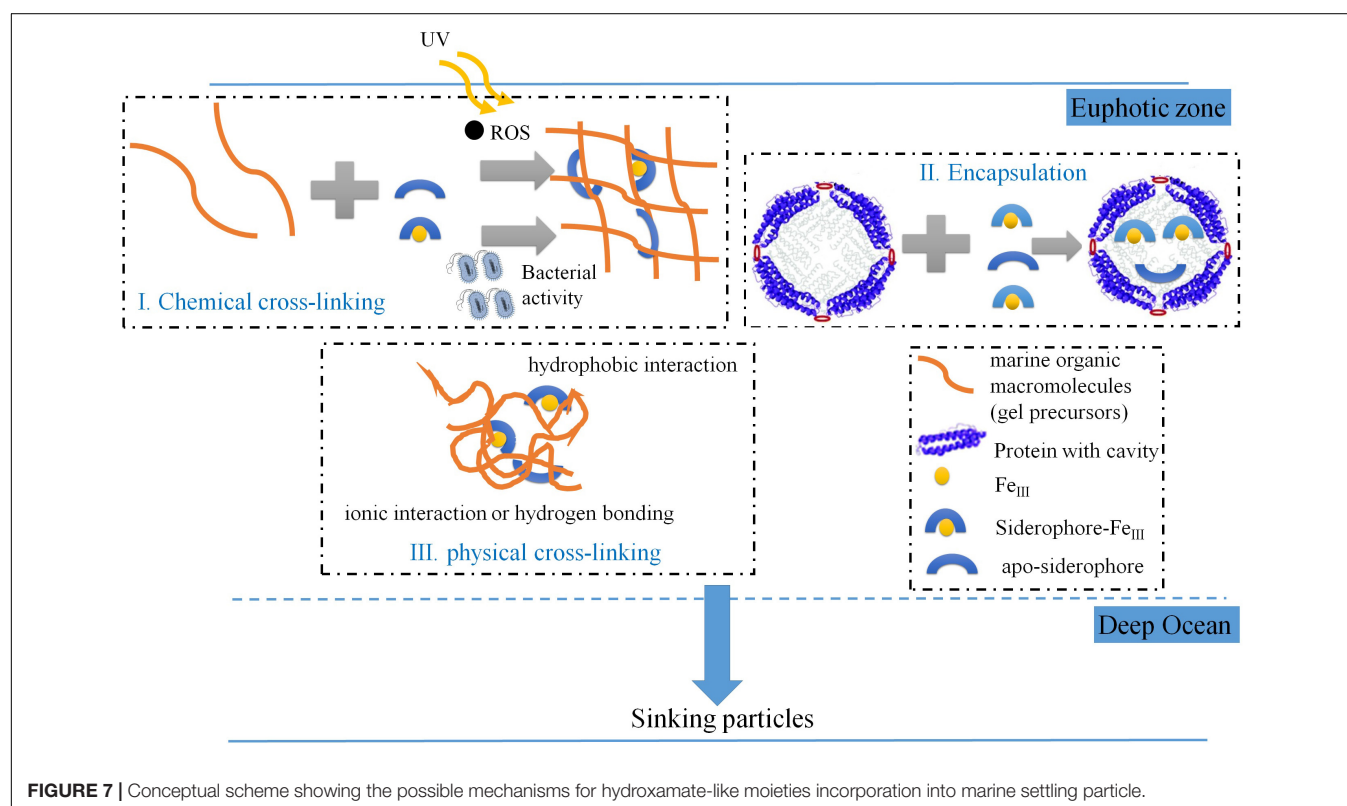 UV
Euphotic zone
ROS
II. Encapsulation
Bacterial
activity
I. Chemical cross-linking
hydrophobic interaction
ionic interaction or hydrogen bonding
III. physical cross-linking
marine organic
macromolecules
(gel precursors)
Protein with cavity
FeIII
Siderophore-FeIII
apo-siderophore
Deep Ocean
Sinking particles
FIGURE 7 | Conceptual scheme showing the possible mechanisms for hydroxamate-like moieties incorporation into marine settling particle.